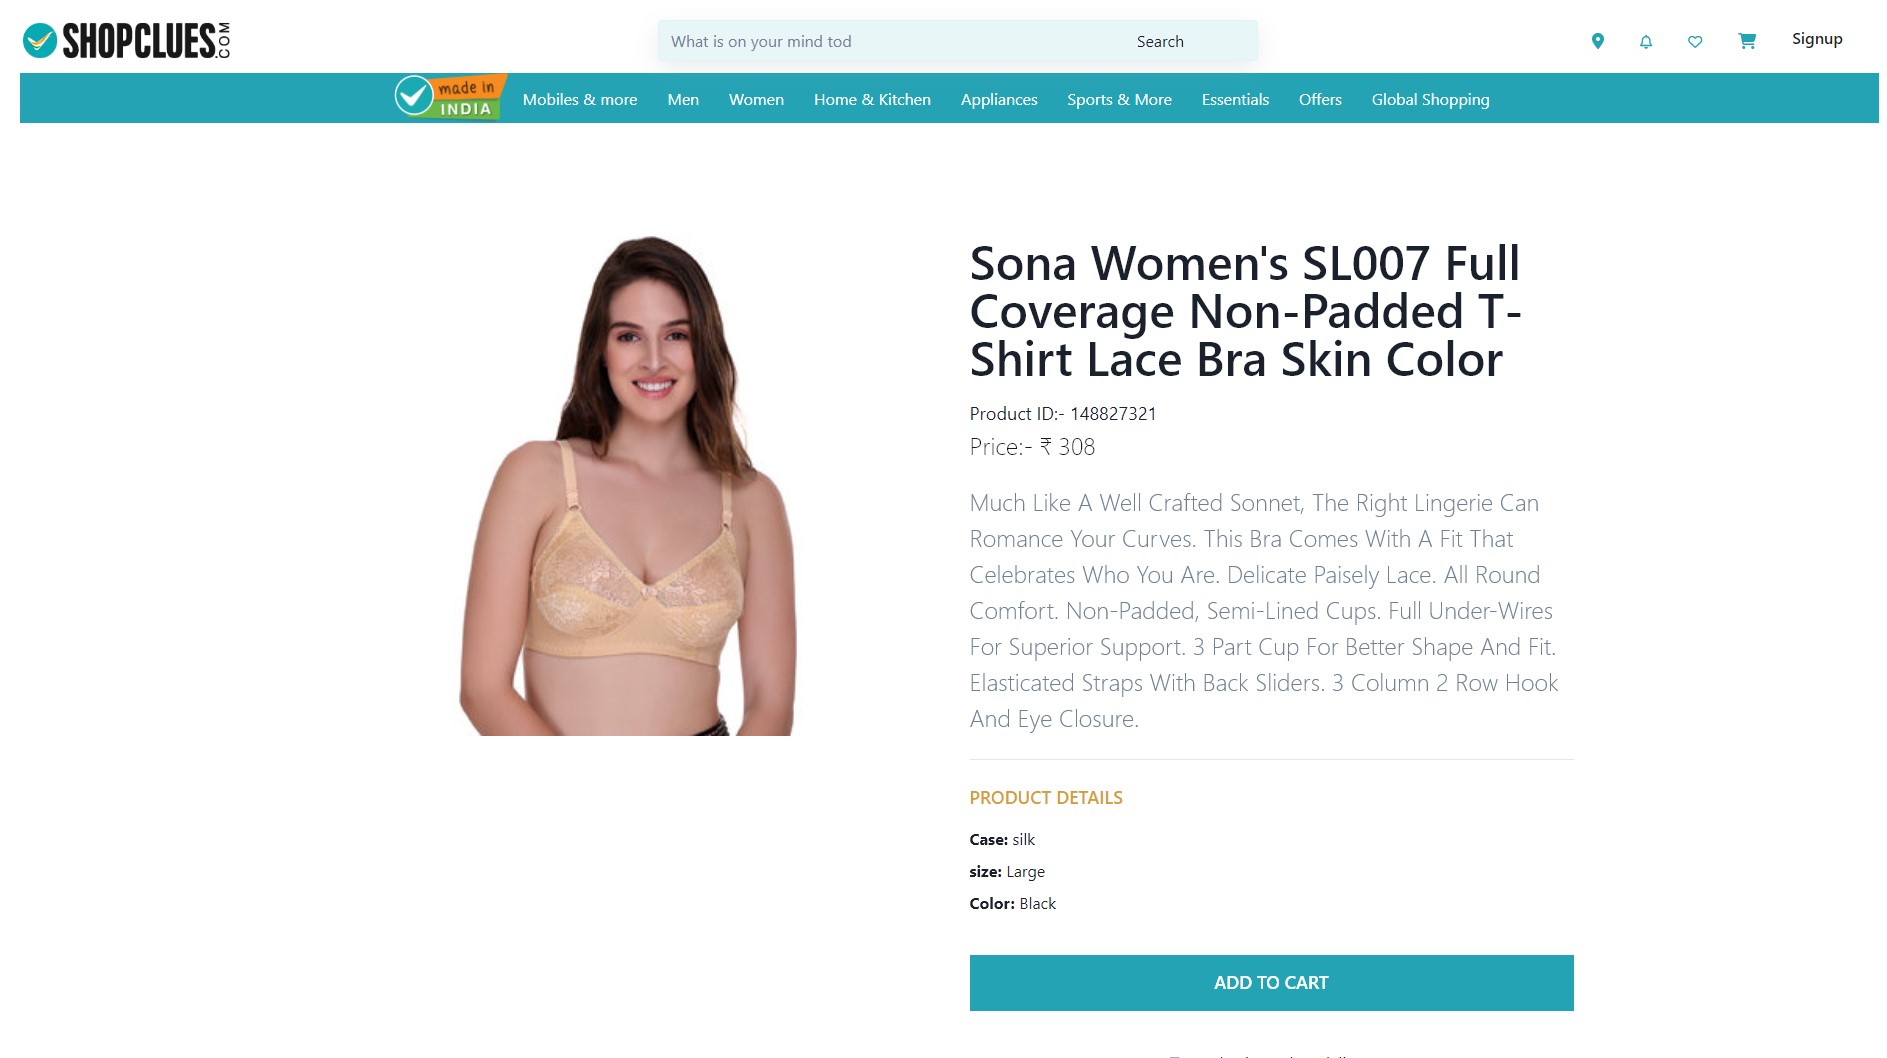 SHOPCLUES.COM
What is on your mind tod
Search
Signup
made in
INDIA
Mobiles & more
Men
Women
Home & Kitchen
Appliances
Sports & More
Essentials
Offers
Global Shopping
Sona Women's SL007 Full
Coverage Non-Padded T-
Shirt Lace Bra Skin Color
Product ID:- 148827321
Price:- ₹ 308
Much Like A Well Crafted Sonnet, The Right Lingerie Can
Romance Your Curves. This Bra Comes With A Fit That
Celebrates Who You Are. Delicate Paisely Lace. All Round
Comfort. Non-Padded, Semi-Lined Cups. Full Under-Wires
For Superior Support. 3 Part Cup For Better Shape And Fit.
Elasticated Straps With Back Sliders. 3 Column 2 Row Hook
And Eye Closure.
PRODUCT DETAILS
Case: silk
size: Large
Color: Black
ADD TO CART